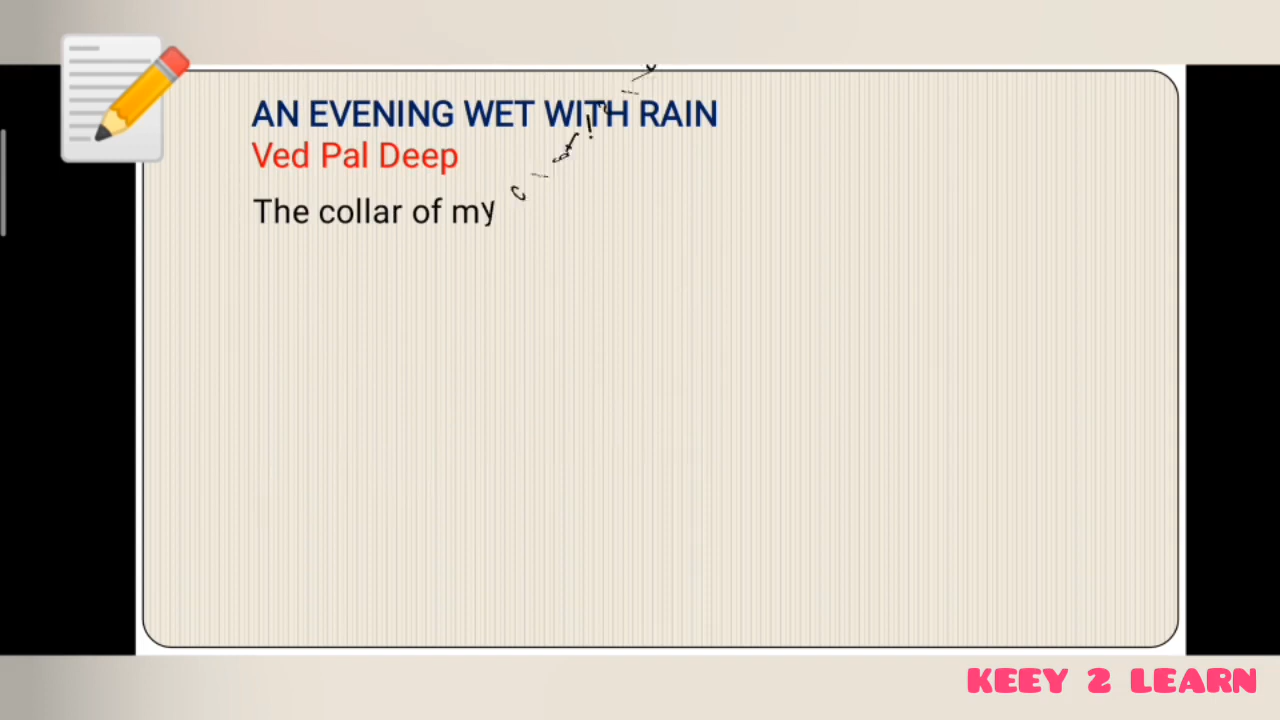 AN EVENING WET WITH RAIN
Ved Pal Deep
The collar of my
KEEY 2 LEARN